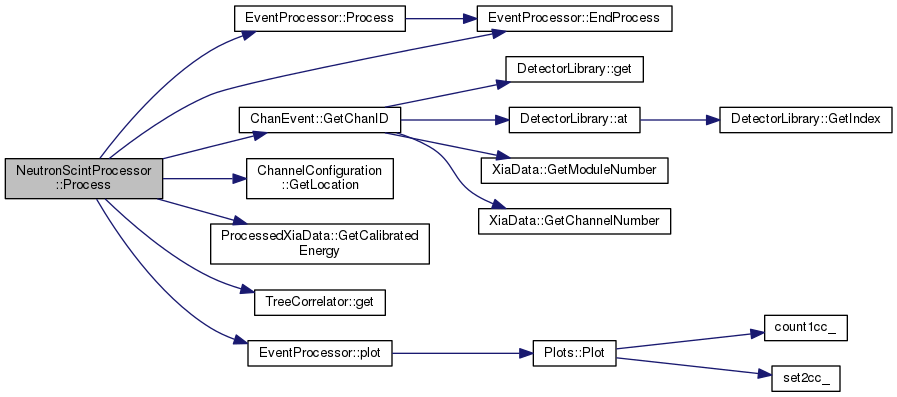 NeutronScintProcessor
::Process
EventProcessor::Process
EventProcessor::EndProcess
ChanEvent::GetChanID
DetectorLibrary::get
DetectorLibrary::at
DetectorLibrary::GetIndex
XiaData::GetModuleNumber
XiaData::GetChannelNumber
ChannelConfiguration
::GetLocation
ProcessedXiaData::GetCalibrated
Energy
TreeCorrelator::get
EventProcessor::plot
Plots::Plot
count1cc_
set2cc_